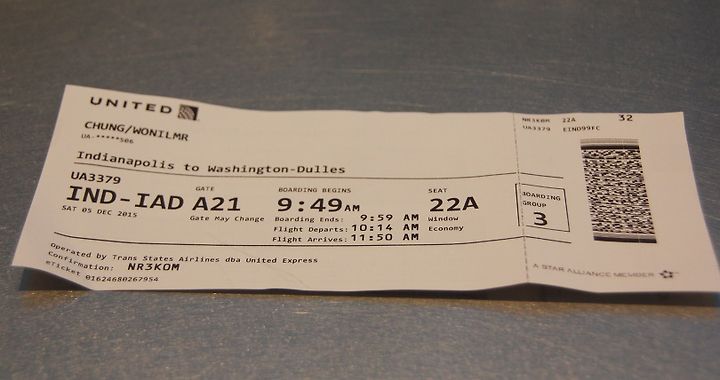 UNITED
CHUNG/WONILMR
UA-*****506
Indianapolis to Washington-Dulles
UA3379
IND-IAD
SAT 05 DEC 2015
GATE
A21
Gate May Change
BOARDING BEGINS
9:49AM
Boarding Ends: 9:59 AM
Flight Departs: 10:14 AM
Flight Arrives: 11:50 AM
SEAT
22A
Window
Economy
BOARDING
GROUP
3
Operated by Trans States Airlines dba United Express
Confirmation: NR3KOM
eTicket 01624680267954
NR3KOM 22A 32
UA3379 EIND99FC
A STAR ALLIANCE MEMBER